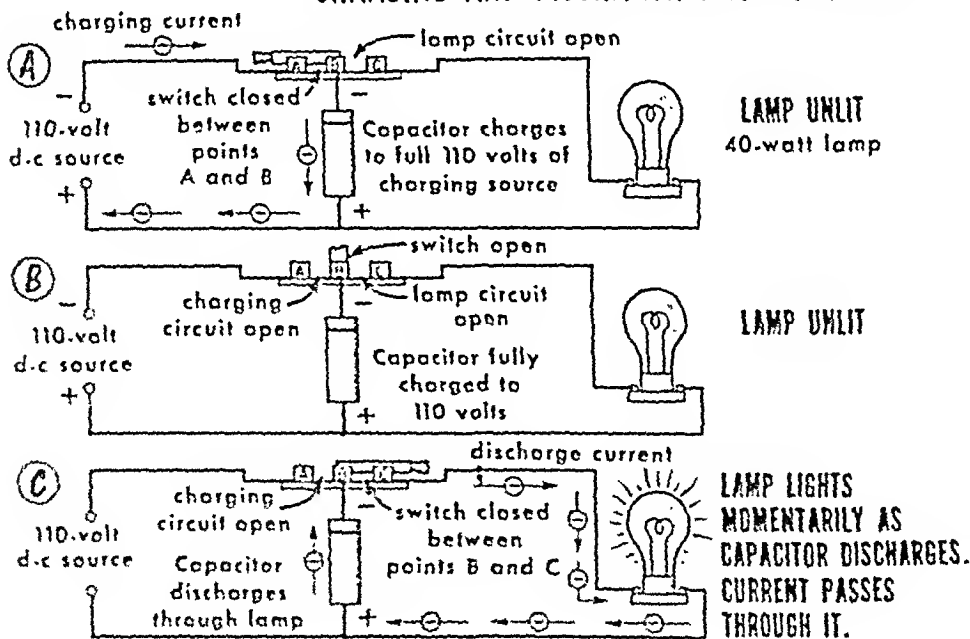 charging current
lamp circuit open
A
A B C
switch closed
between
points
A and B
−
110-volt
d-c source
+
−
Capacitor charges
to full 110 volts of
charging source
+
LAMP UNLIT
40-watt lamp
switch open
B
A B C
charging
circuit open
lamp circuit
open
−
110-volt
d-c source
+
−
Capacitor fully
charged to
110 volts
+
LAMP UNLIT
discharge current
C
A B C
charging
circuit open
switch closed
between
points B and C
110-volt
d-c source
−
Capacitor
discharges
through lamp
+
LAMP LIGHTS
MOMENTARILY AS
CAPACITOR DISCHARGES.
CURRENT PASSES
THROUGH IT.